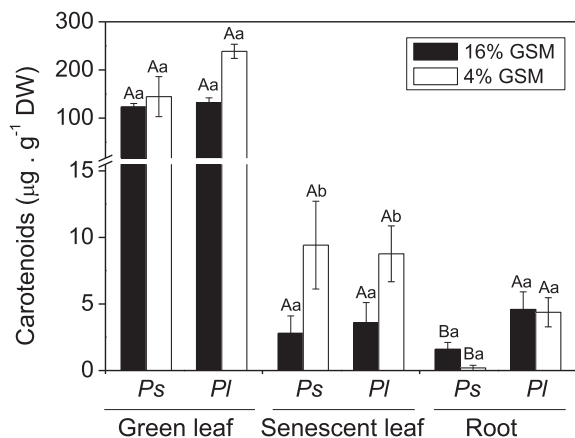 300
200
100
15
10
5
0
Carotenoids (µg . g⁻¹ DW)
16% GSM
4% GSM
Aa
Aa
Aa
Aa
Aa
Ab
Aa
Ab
Ba
Ba
Aa
Aa
Ps
Pl
Ps
Pl
Ps
Pl
Green leaf
Senescent leaf
Root